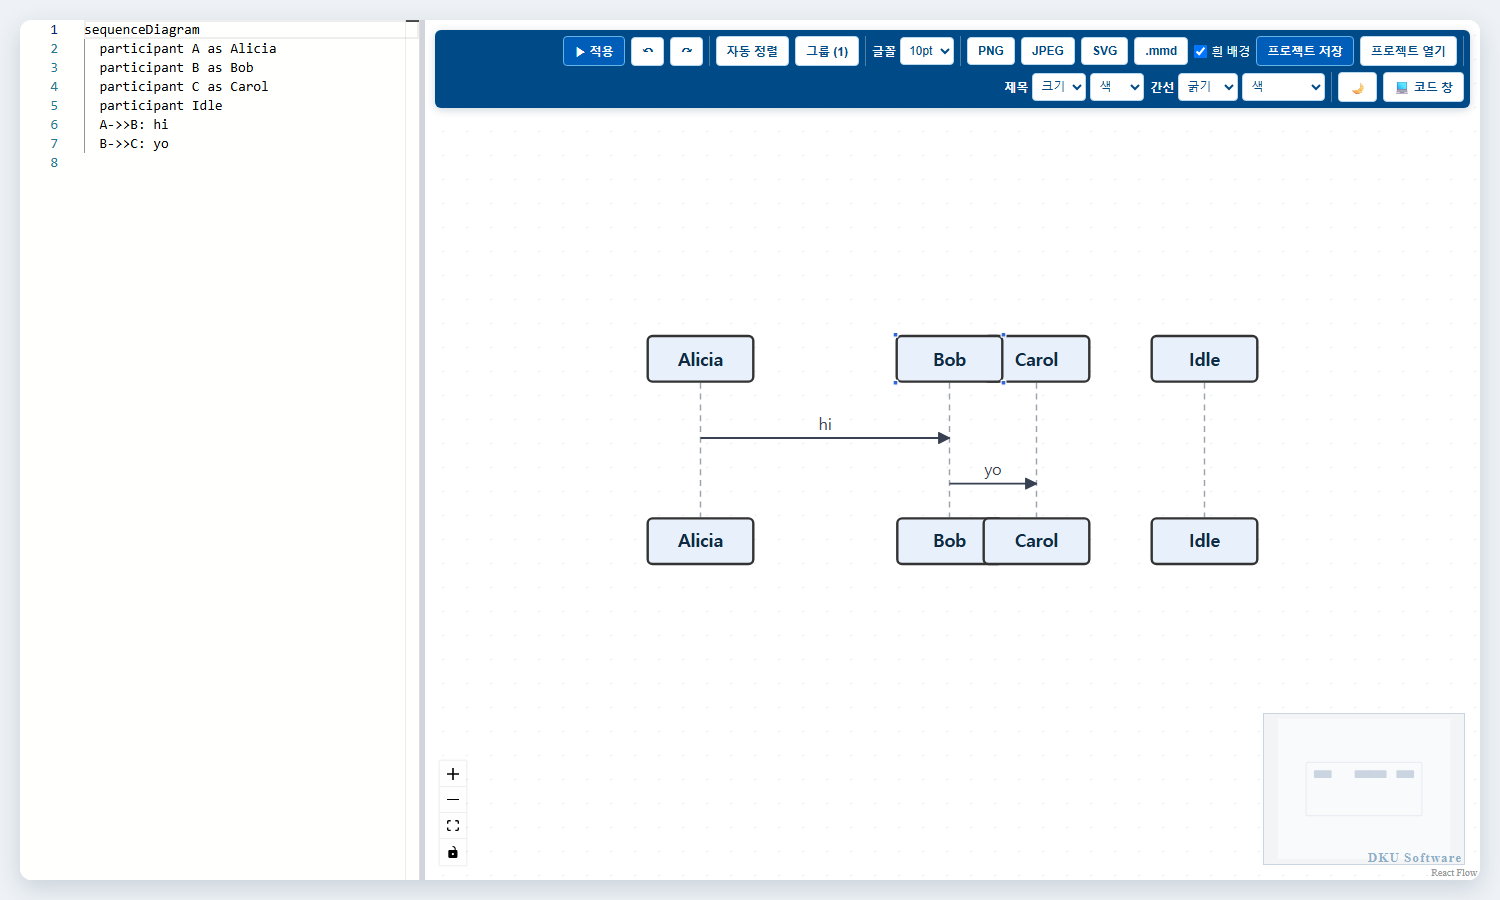 1 sequenceDiagram
2 participant A as Alicia
3 participant B as Bob
4 participant C as Carol
5 participant Idle
6 A->>B: hi
7 B->>C: yo
8
▶ 적용 ↶ ↷ 자동 정렬 그룹 (1) 글꼴 10pt PNG JPEG SVG .mmd 흰 배경 프로젝트 저장 프로젝트 열기
제목 크기 색 간선 굵기 색 🌙 💻 코드 창
Alicia Bob Carol Idle
hi
yo
Alicia Bob Carol Idle
DKU Software
React Flow